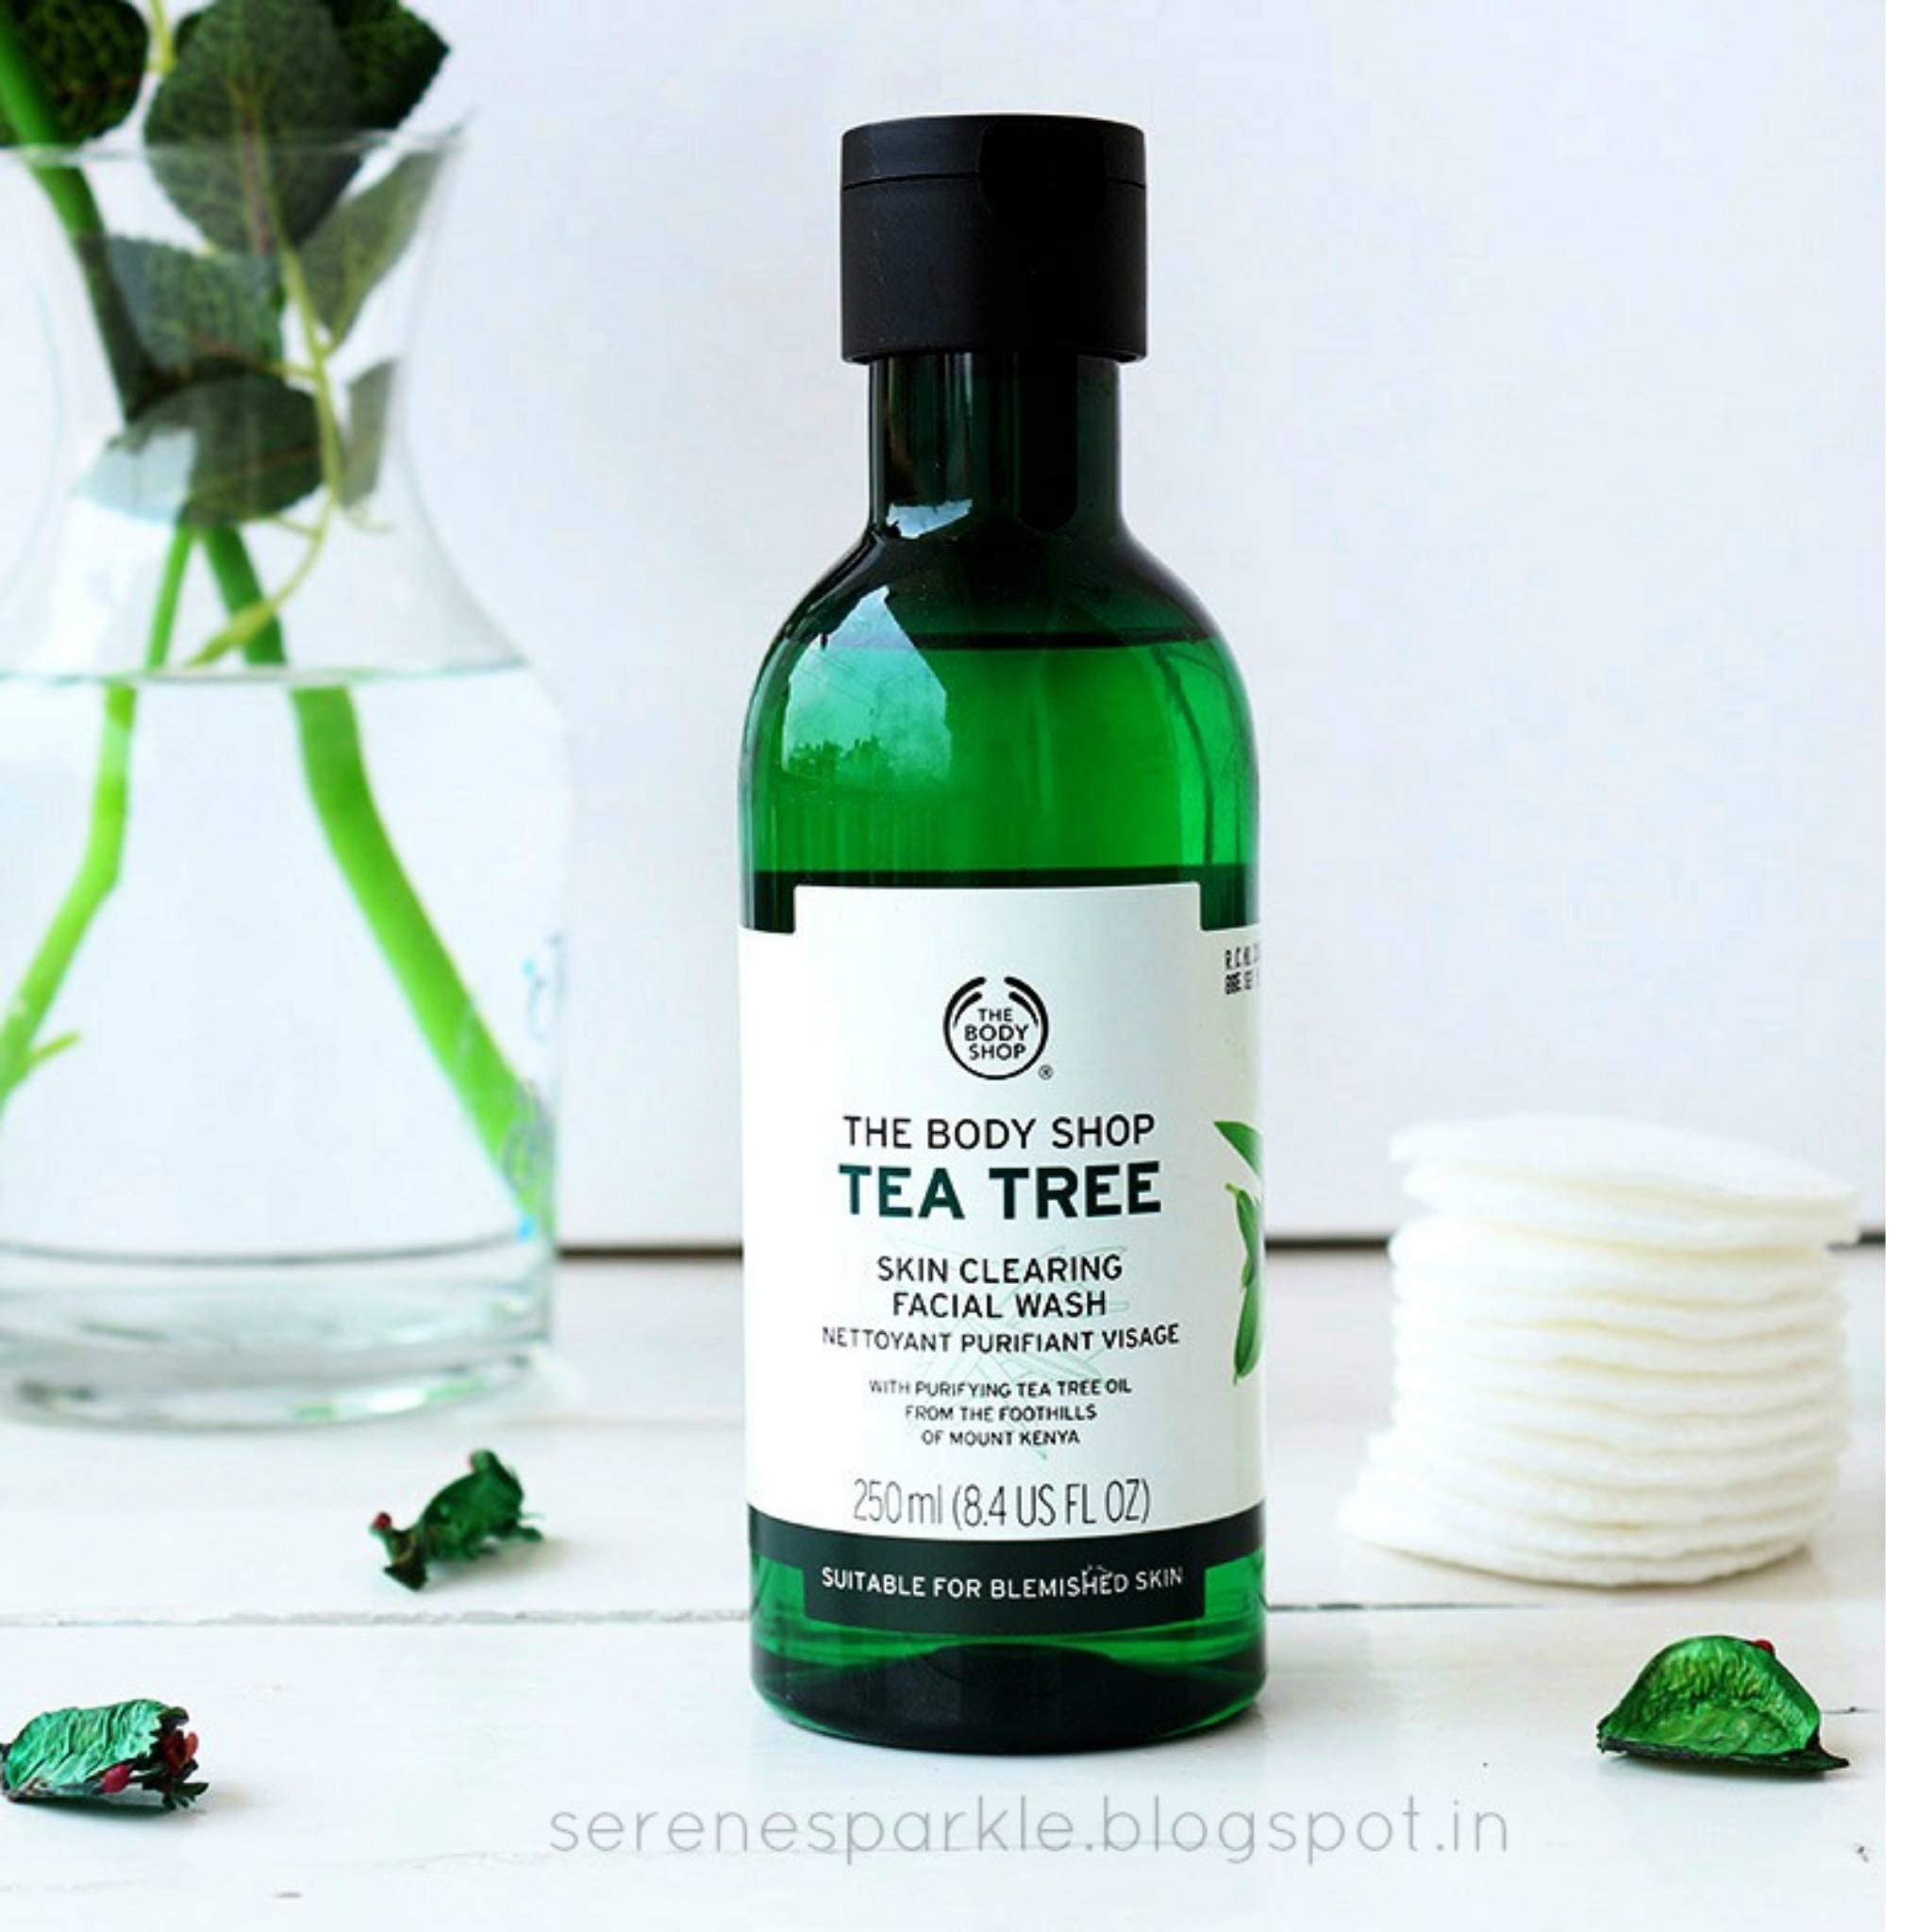 THE
BODY
SHOP
®
THE BODY SHOP
TEA TREE
SKIN CLEARING
FACIAL WASH
NETTOYANT PURIFIANT VISAGE
WITH PURIFYING TEA TREE OIL
FROM THE FOOTHILLS
OF MOUNT KENYA
250 ml (8.4 US FL OZ)
SUITABLE FOR BLEMISHED SKIN
serenesparkle.blogspot.in